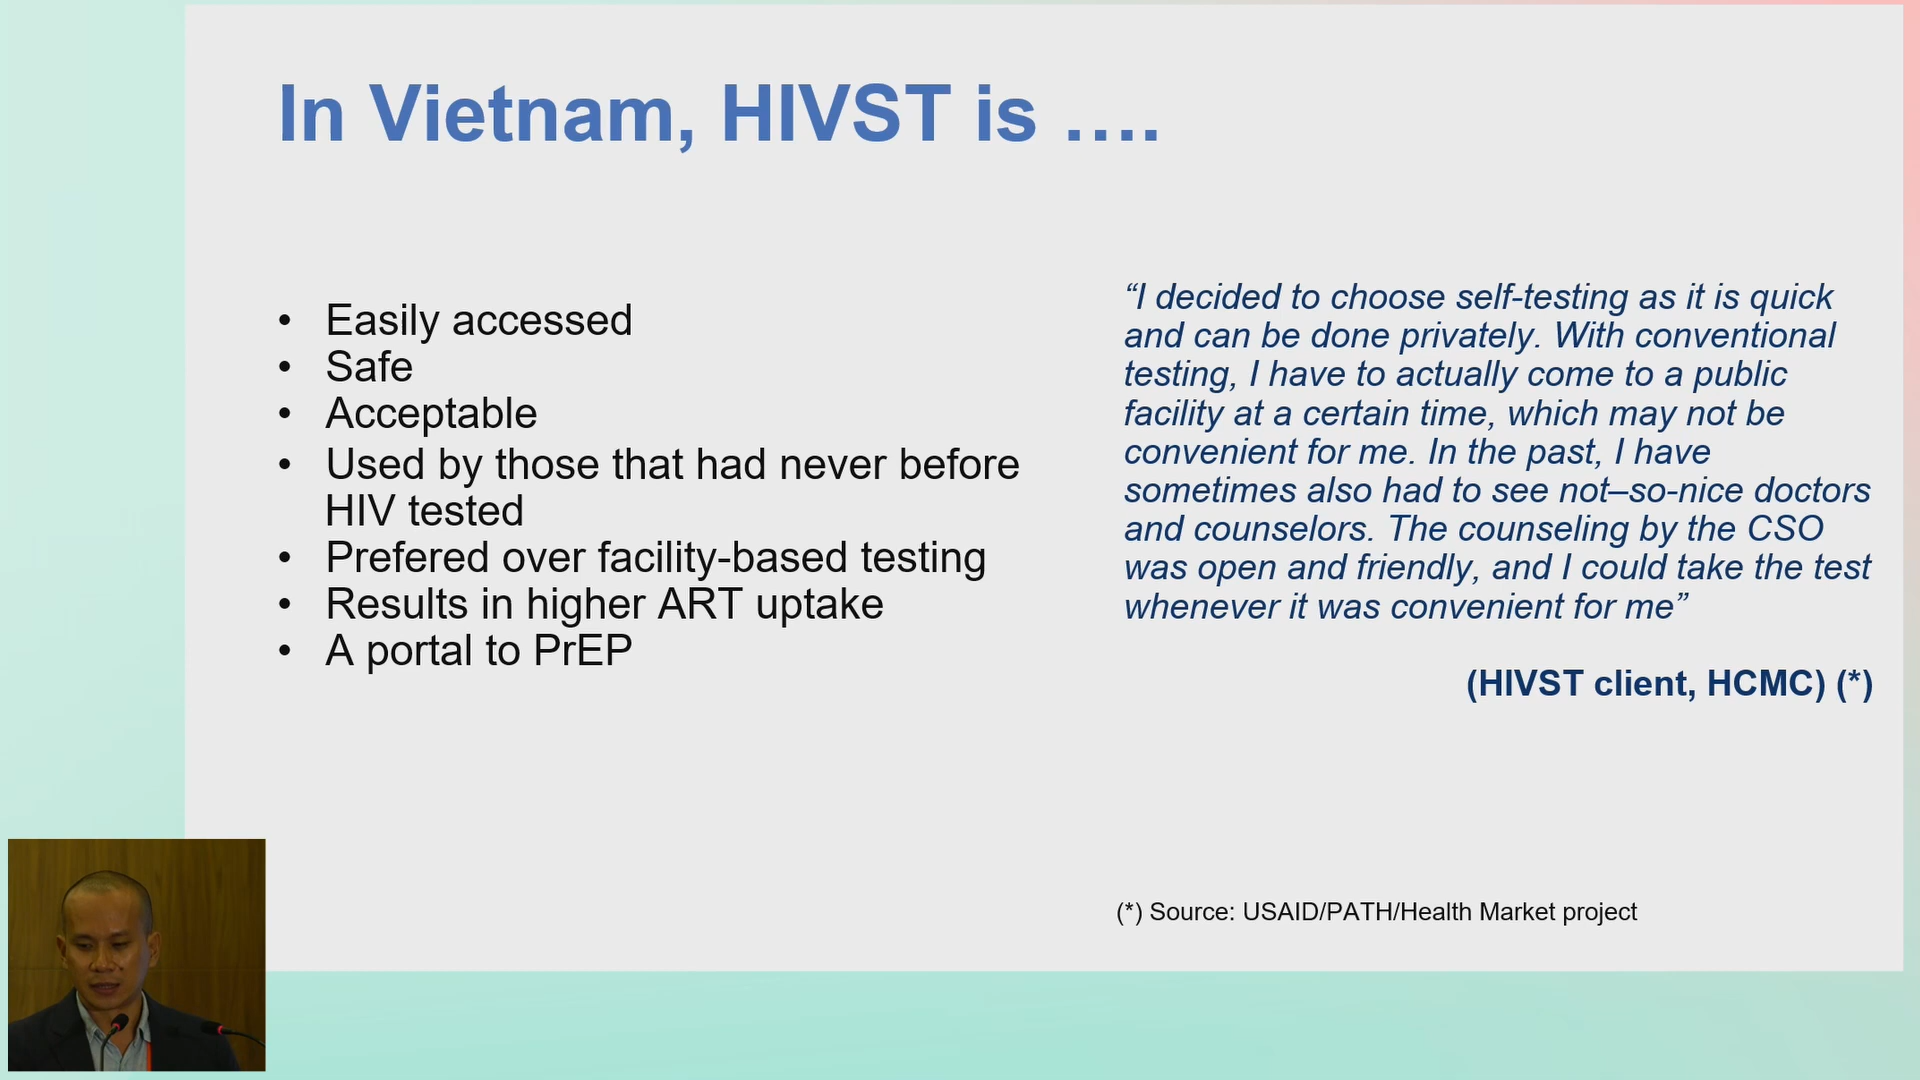 In Vietnam, HIVST is ….
• Easily accessed
• Safe
• Acceptable
• Used by those that had never before
HIV tested
• Prefered over facility-based testing
• Results in higher ART uptake
• A portal to PrEP
“I decided to choose self-testing as it is quick
and can be done privately. With conventional
testing, I have to actually come to a public
facility at a certain time, which may not be
convenient for me. In the past, I have
sometimes also had to see not–so-nice doctors
and counselors. The counseling by the CSO
was open and friendly, and I could take the test
whenever it was convenient for me”
(HIVST client, HCMC) (*)
(*) Source: USAID/PATH/Health Market project